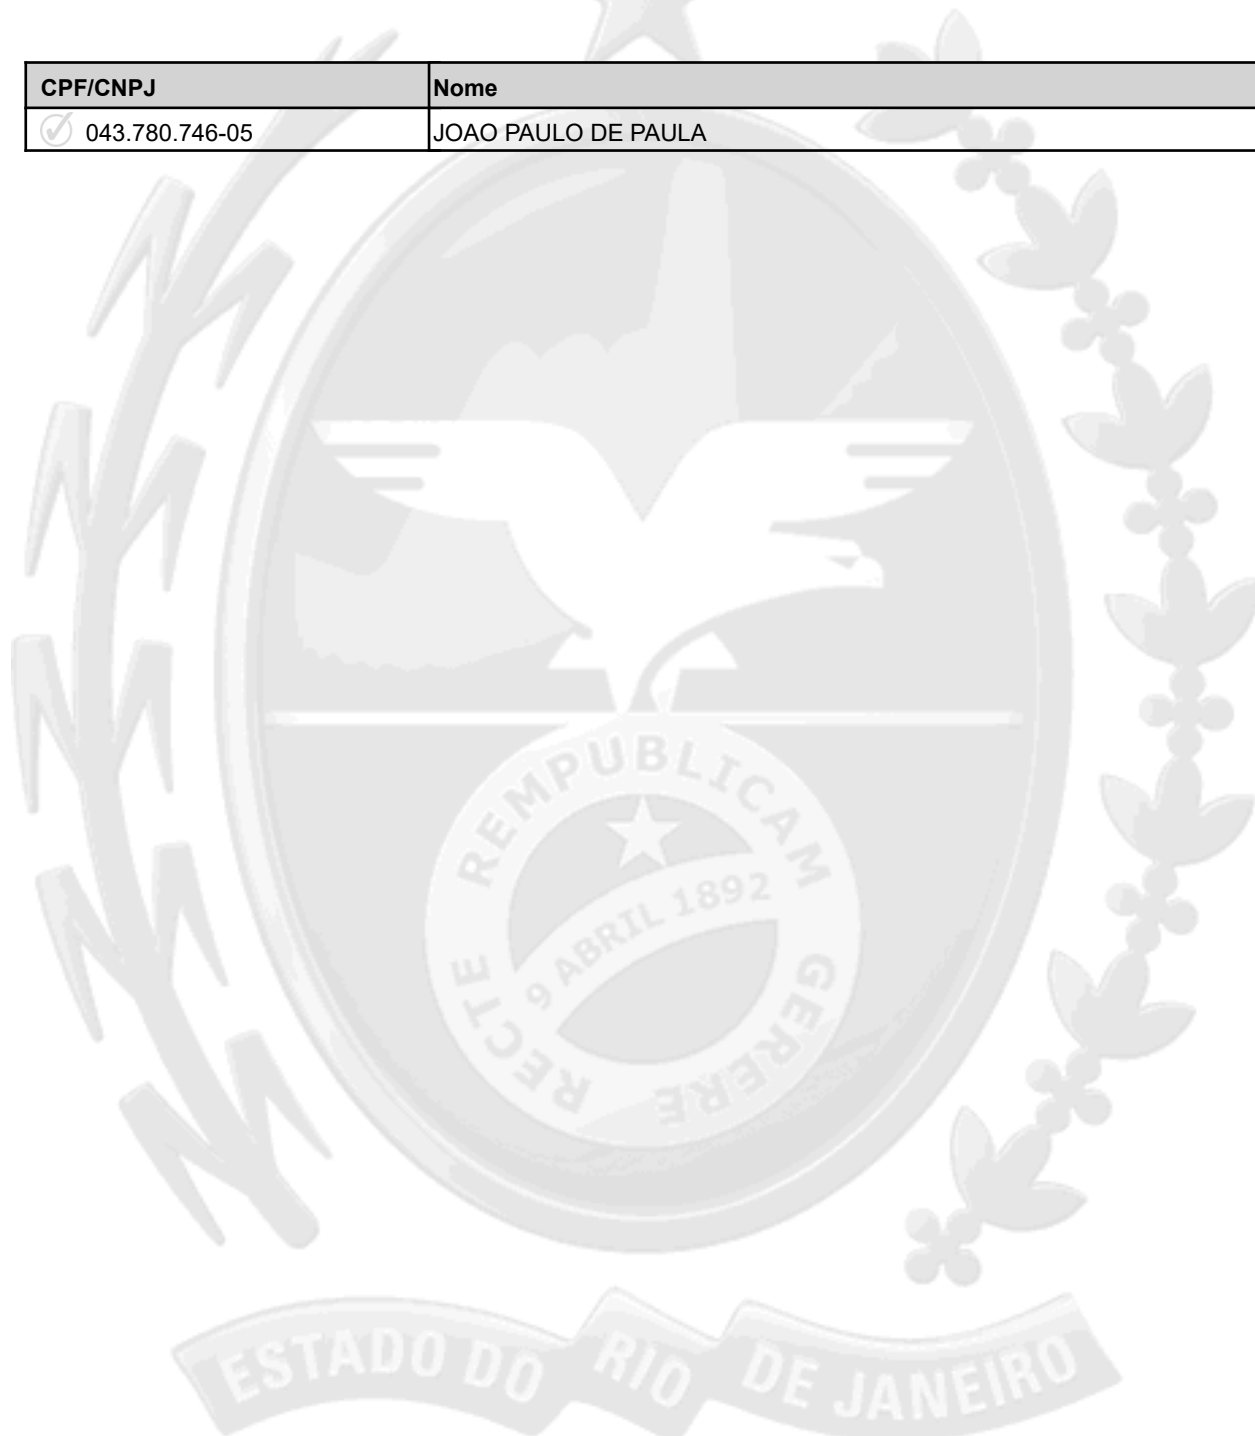 CPF/CNPJ Nome
043.780.746-05 JOAO PAULO DE PAULA
REMPUBLICAM
9 ABRIL 1892
RECTE GERERE
ESTADO DO RIO DE JANEIRO